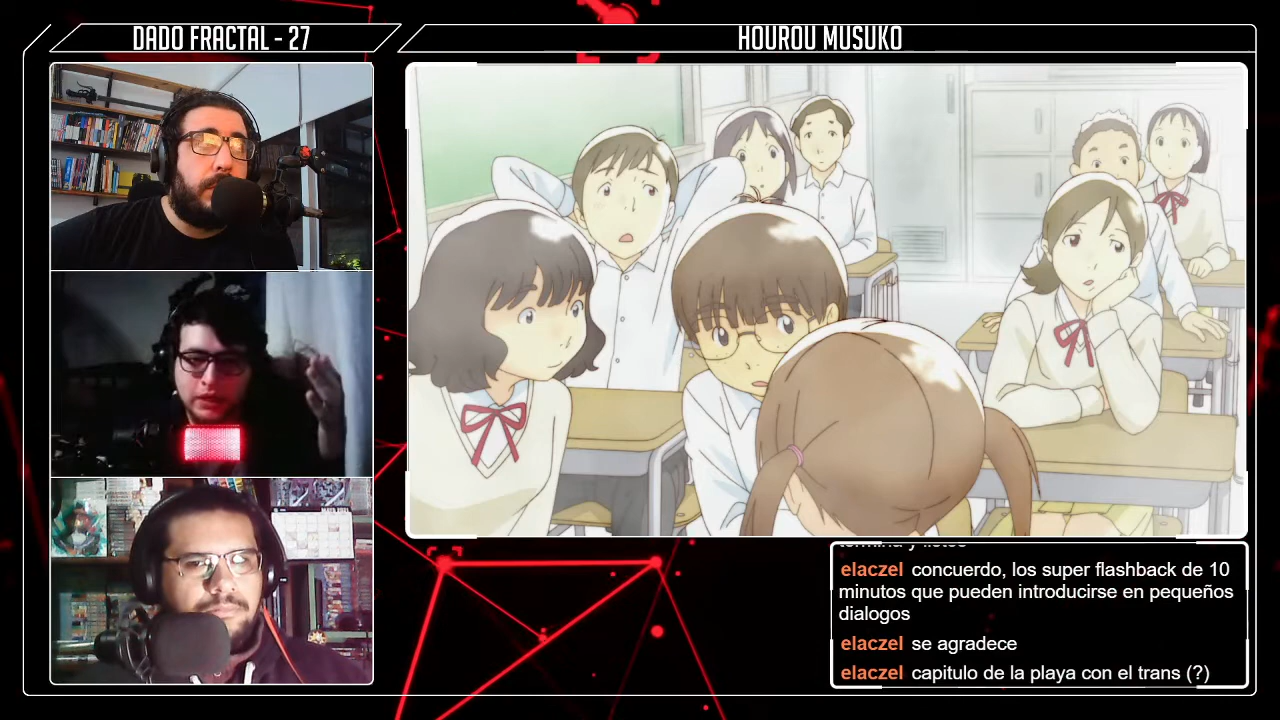 DADO FRACTAL - 27
HOUROU MUSUKO
elaczel concuerdo, los super flashback de 10
minutos que pueden introducirse en pequeños
dialogos
elaczel se agradece
elaczel capitulo de la playa con el trans (?)